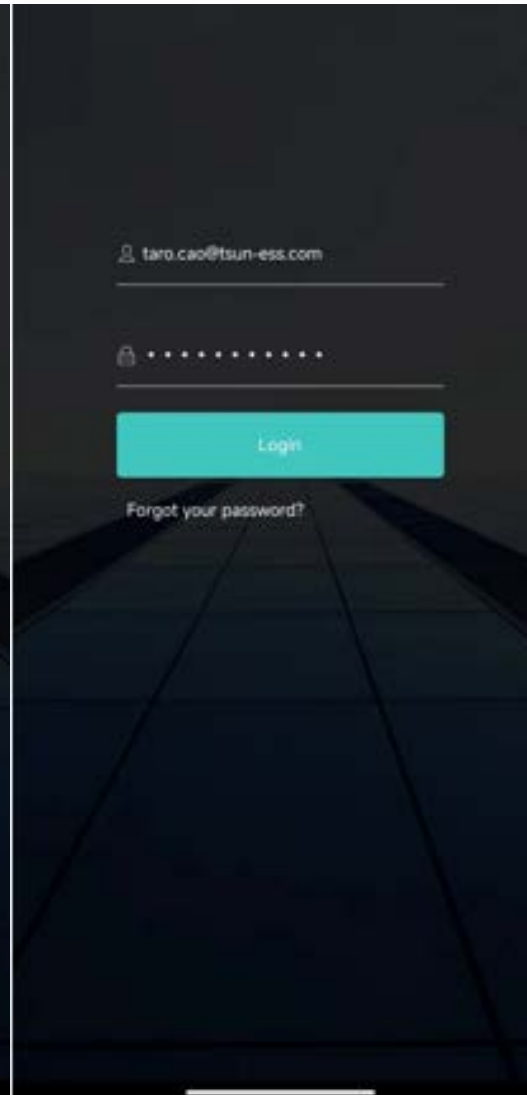 taro.cao@tsun-ess.com
• • • • • • • • • • •
Login
Forgot your password?